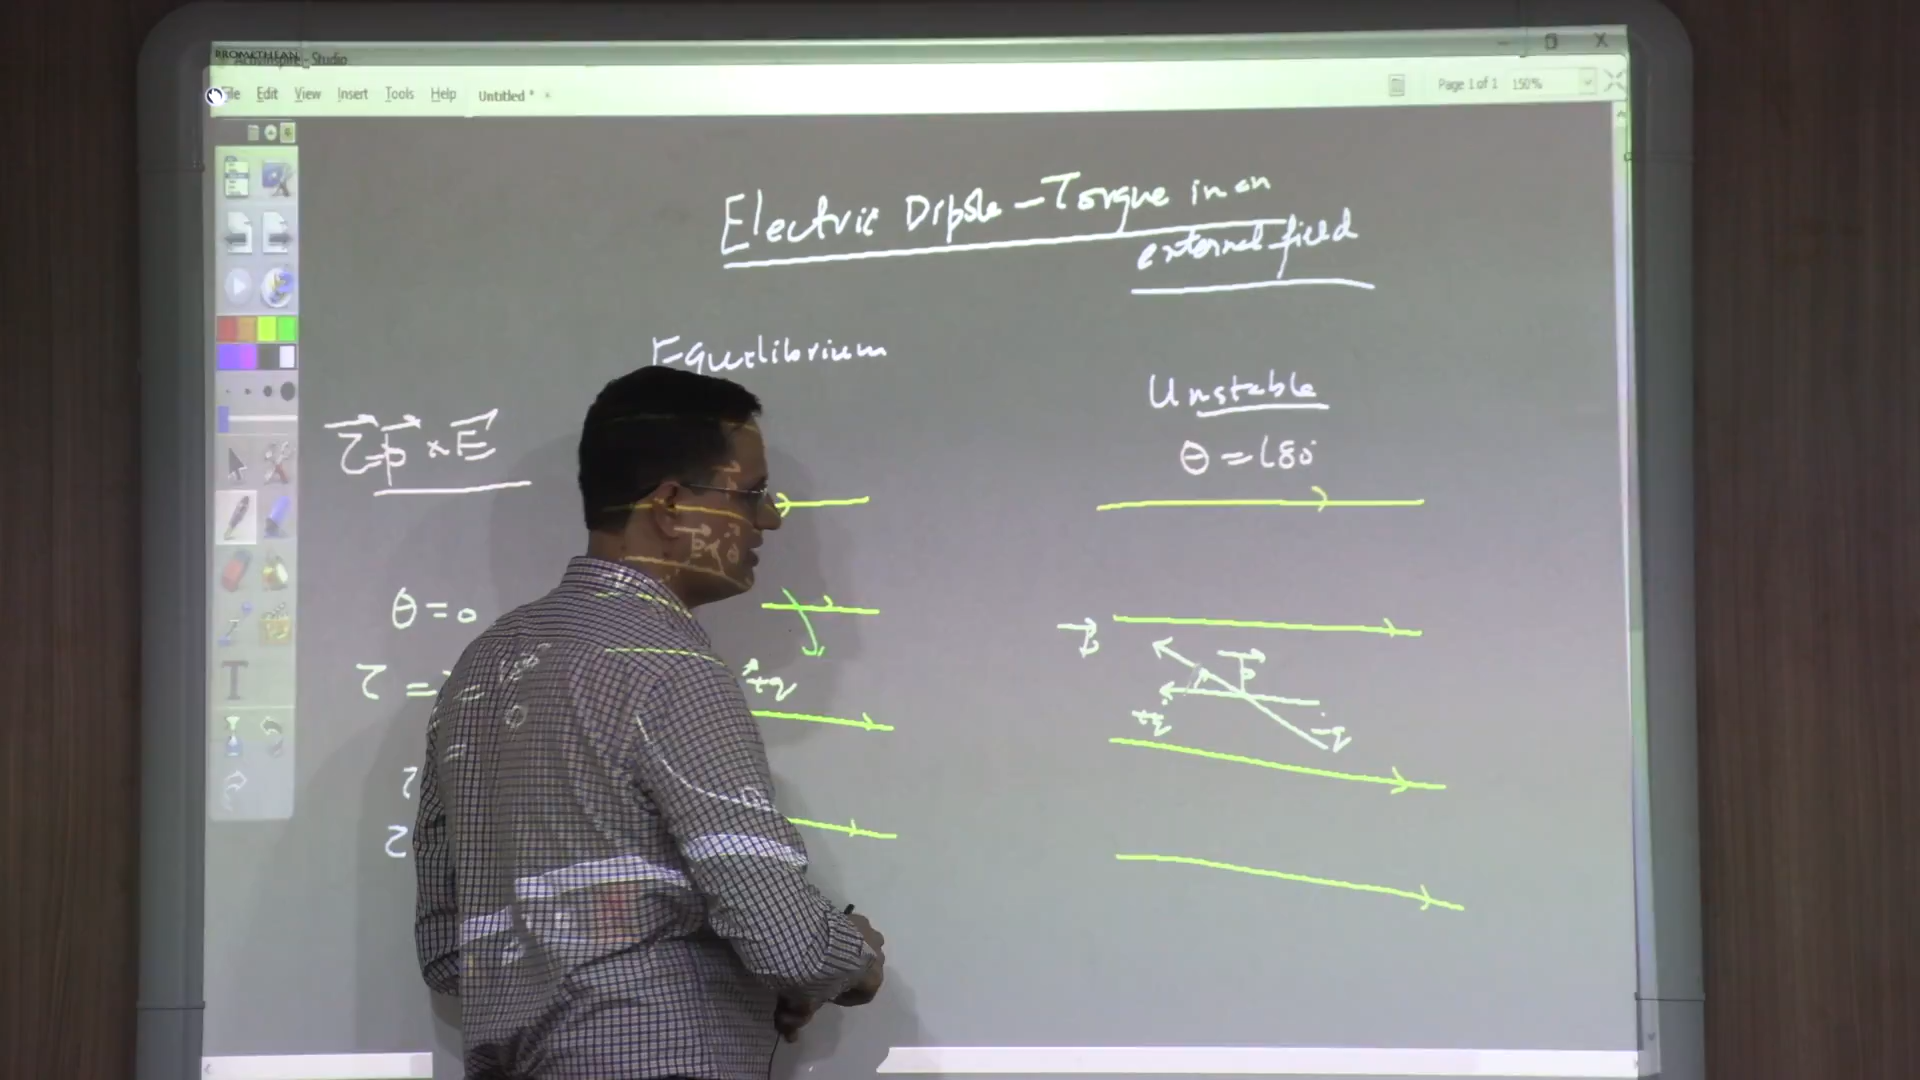 PROMETHEAN
ActivInspire - Studio
File Edit View Insert Tools Help Untitled *
Page 1 of 1 150%
Electric Dipole - Torque in an
external field
Equilibrium
Unstable
θ = 180°
τ = p × E
θ = 0
τ =
τ
τ
+q
p
p
+q
-q
T